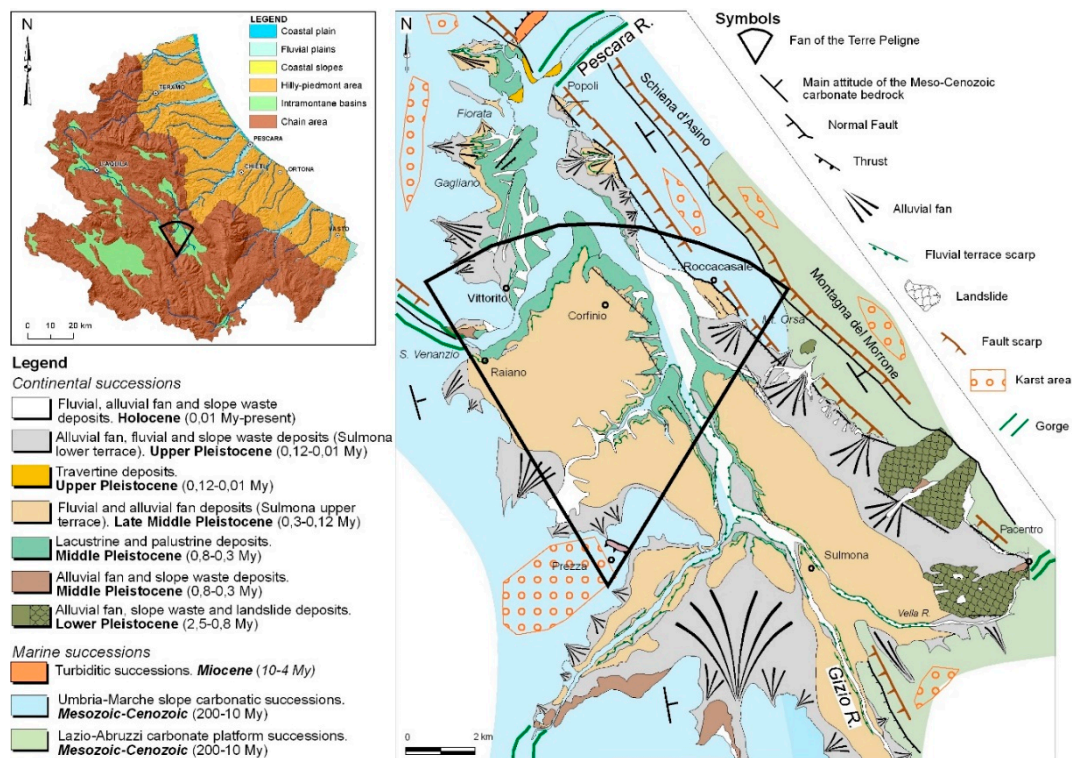 N
LEGEND
Coastal plain
Fluvial plains
Coastal slopes
Hilly-piedmont area
Intramontane basins
Chain area
TERAMO
PESCARA
CHIETI
ORTONA
L'AQUILA
VASTO
0 10 20 km
Legend
Continental successions
Fluvial, alluvial fan and slope waste
deposits. Holocene (0,01 My-present)
Alluvial fan, fluvial and slope waste deposits (Sulmona
lower terrace). Upper Pleistocene (0,12-0,01 My)
Travertine deposits.
Upper Pleistocene (0,12-0,01 My)
Fluvial and alluvial fan deposits (Sulmona upper
terrace). Late Middle Pleistocene (0,3-0,12 My)
Lacustrine and palustrine deposits.
Middle Pleistocene (0,8-0,3 My)
Alluvial fan and slope waste deposits.
Middle Pleistocene (0,8-0,3 My)
Alluvial fan, slope waste and landslide deposits.
Lower Pleistocene (2,5-0,8 My)
Marine successions
Turbiditic successions. Miocene (10-4 My)
Umbria-Marche slope carbonatic successions.
Mesozoic-Cenozoic (200-10 My)
Lazio-Abruzzi carbonate platform successions.
Mesozoic-Cenozoic (200-10 My)
N
Pescara R.
Popoli
Schiena d'Asino
Fiorata
Gagliano
Roccacasale
Vittorito
Corfinio
Mt. Orsa
Montagna del Morrone
S. Venanzio
Raiano
Pacentro
Prezza
Sulmona
Vella R.
Gizio R.
0 2 km
Symbols
Fan of the Terre Peligne
Main attitude of the Meso-Cenozoic
carbonate bedrock
Normal Fault
Thrust
Alluvial fan
Fluvial terrace scarp
Landslide
Fault scarp
Karst area
Gorge